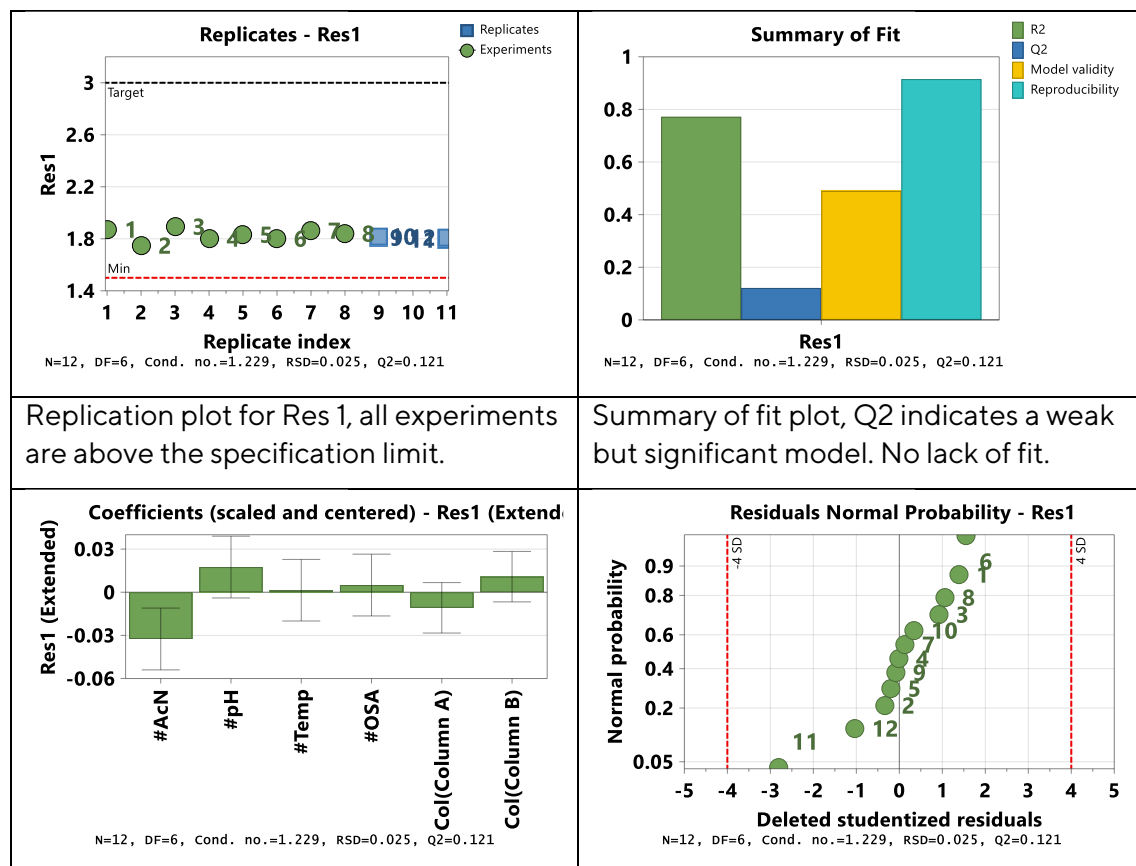 Replicates - Res1
Replicates
Experiments
Res1
3
2.6
2.2
1.8
1.4
Target
Min
1
2
3
4
5
6
7
8
1 2 3 4 5 6 7 8 9 10 11
Replicate index
N=12, DF=6, Cond. no.=1.229, RSD=0.025, Q2=0.121
Summary of Fit
R2
Q2
Model validity
Reproducibility
1
0.8
0.6
0.4
0.2
0
Res1
N=12, DF=6, Cond. no.=1.229, RSD=0.025, Q2=0.121
Replication plot for Res 1, all experiments
are above the specification limit.
Summary of fit plot, Q2 indicates a weak
but significant model. No lack of fit.
Coefficients (scaled and centered) - Res1 (Extend
Res1 (Extended)
0.03
0
-0.03
-0.06
#AcN
#pH
#Temp
#OSA
Col(Column A)
Col(Column B)
N=12, DF=6, Cond. no.=1.229, RSD=0.025, Q2=0.121
Residuals Normal Probability - Res1
Normal probability
0.9
0.8
0.6
0.4
0.2
0.05
-4 SD
4 SD
6
1
8
3
10
7
4
9
5
2
12
11
-5 -4 -3 -2 -1 0 1 2 3 4 5
Deleted studentized residuals
N=12, DF=6, Cond. no.=1.229, RSD=0.025, Q2=0.121